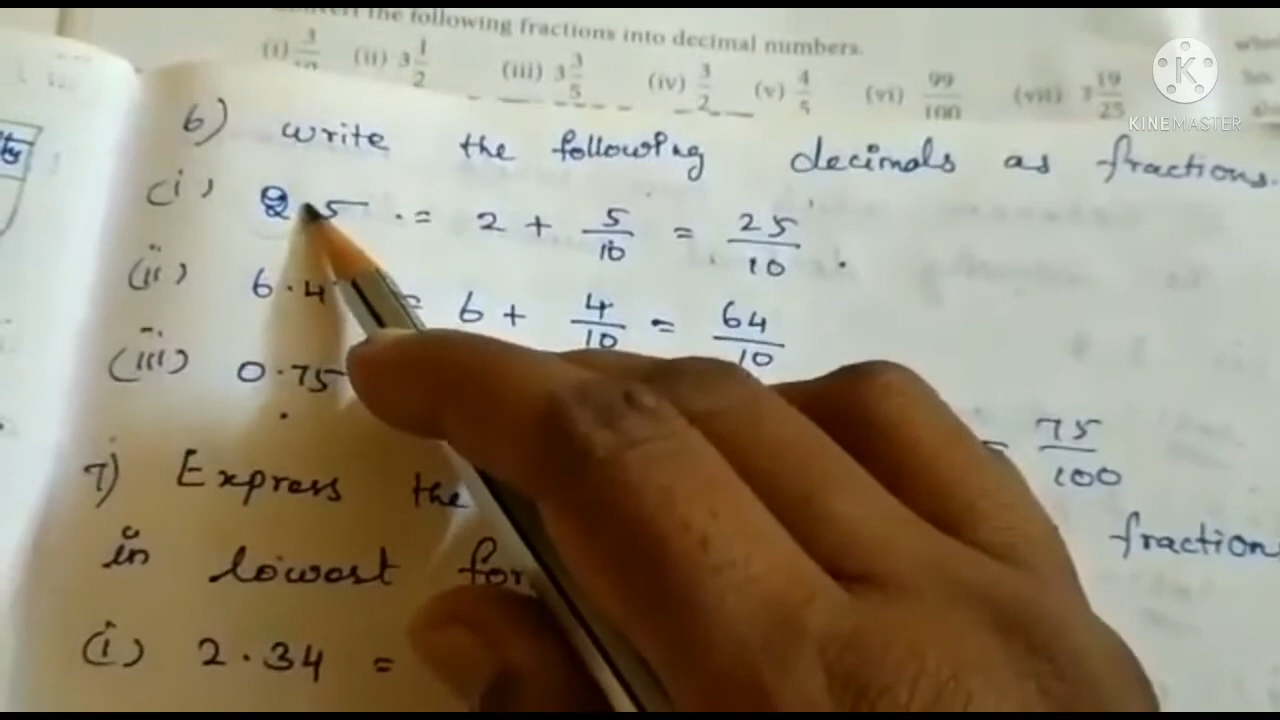 the following fractions into decimal numbers.
(i) 3/10 (ii) 3 1/2 (iii) 3 3/5 (iv) 3/2 (v) 4/5 (vi) 99/100 (vii) 3 19/25
KINEMASTER
6) Write the following decimals as fractions.
(i) 2.5 = 2 + 5/10 = 25/10.
(ii) 6.4 = 6 + 4/10 = 64/10
(iii) 0.75 = 75/100
7) Express the fraction
in lowest for
(i) 2.34 =